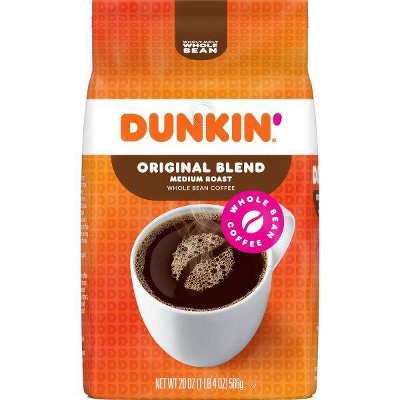 WHOLE BEAN
DUNKIN'
ORIGINAL BLEND
MEDIUM ROAST
WHOLE BEAN COFFEE
WHOLE BEAN
COFFEE
NET WT 20 OZ (1 LB 4 OZ) 566g